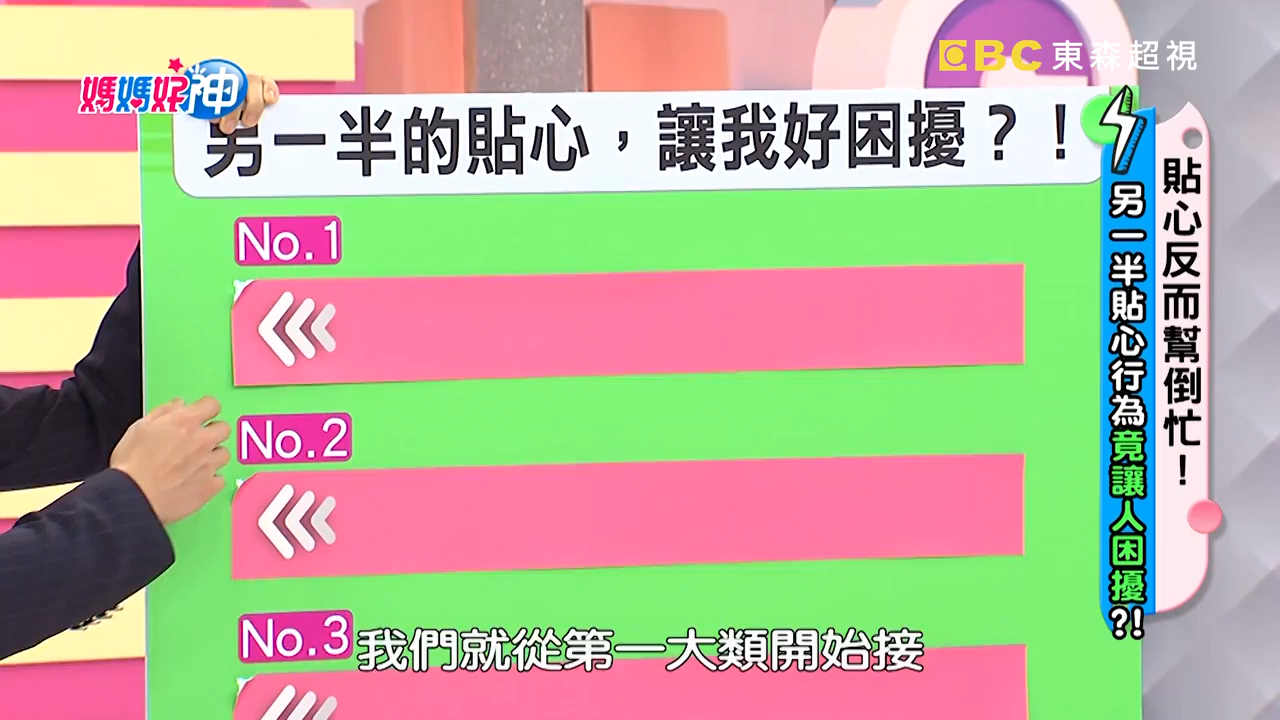 媽媽好神
EBC 東森超視
另一半的貼心，讓我好困擾？！
No.1
No.2
No.3
貼心反而幫倒忙！
另一半貼心行為竟讓人困擾?!
我們就從第一大類開始接